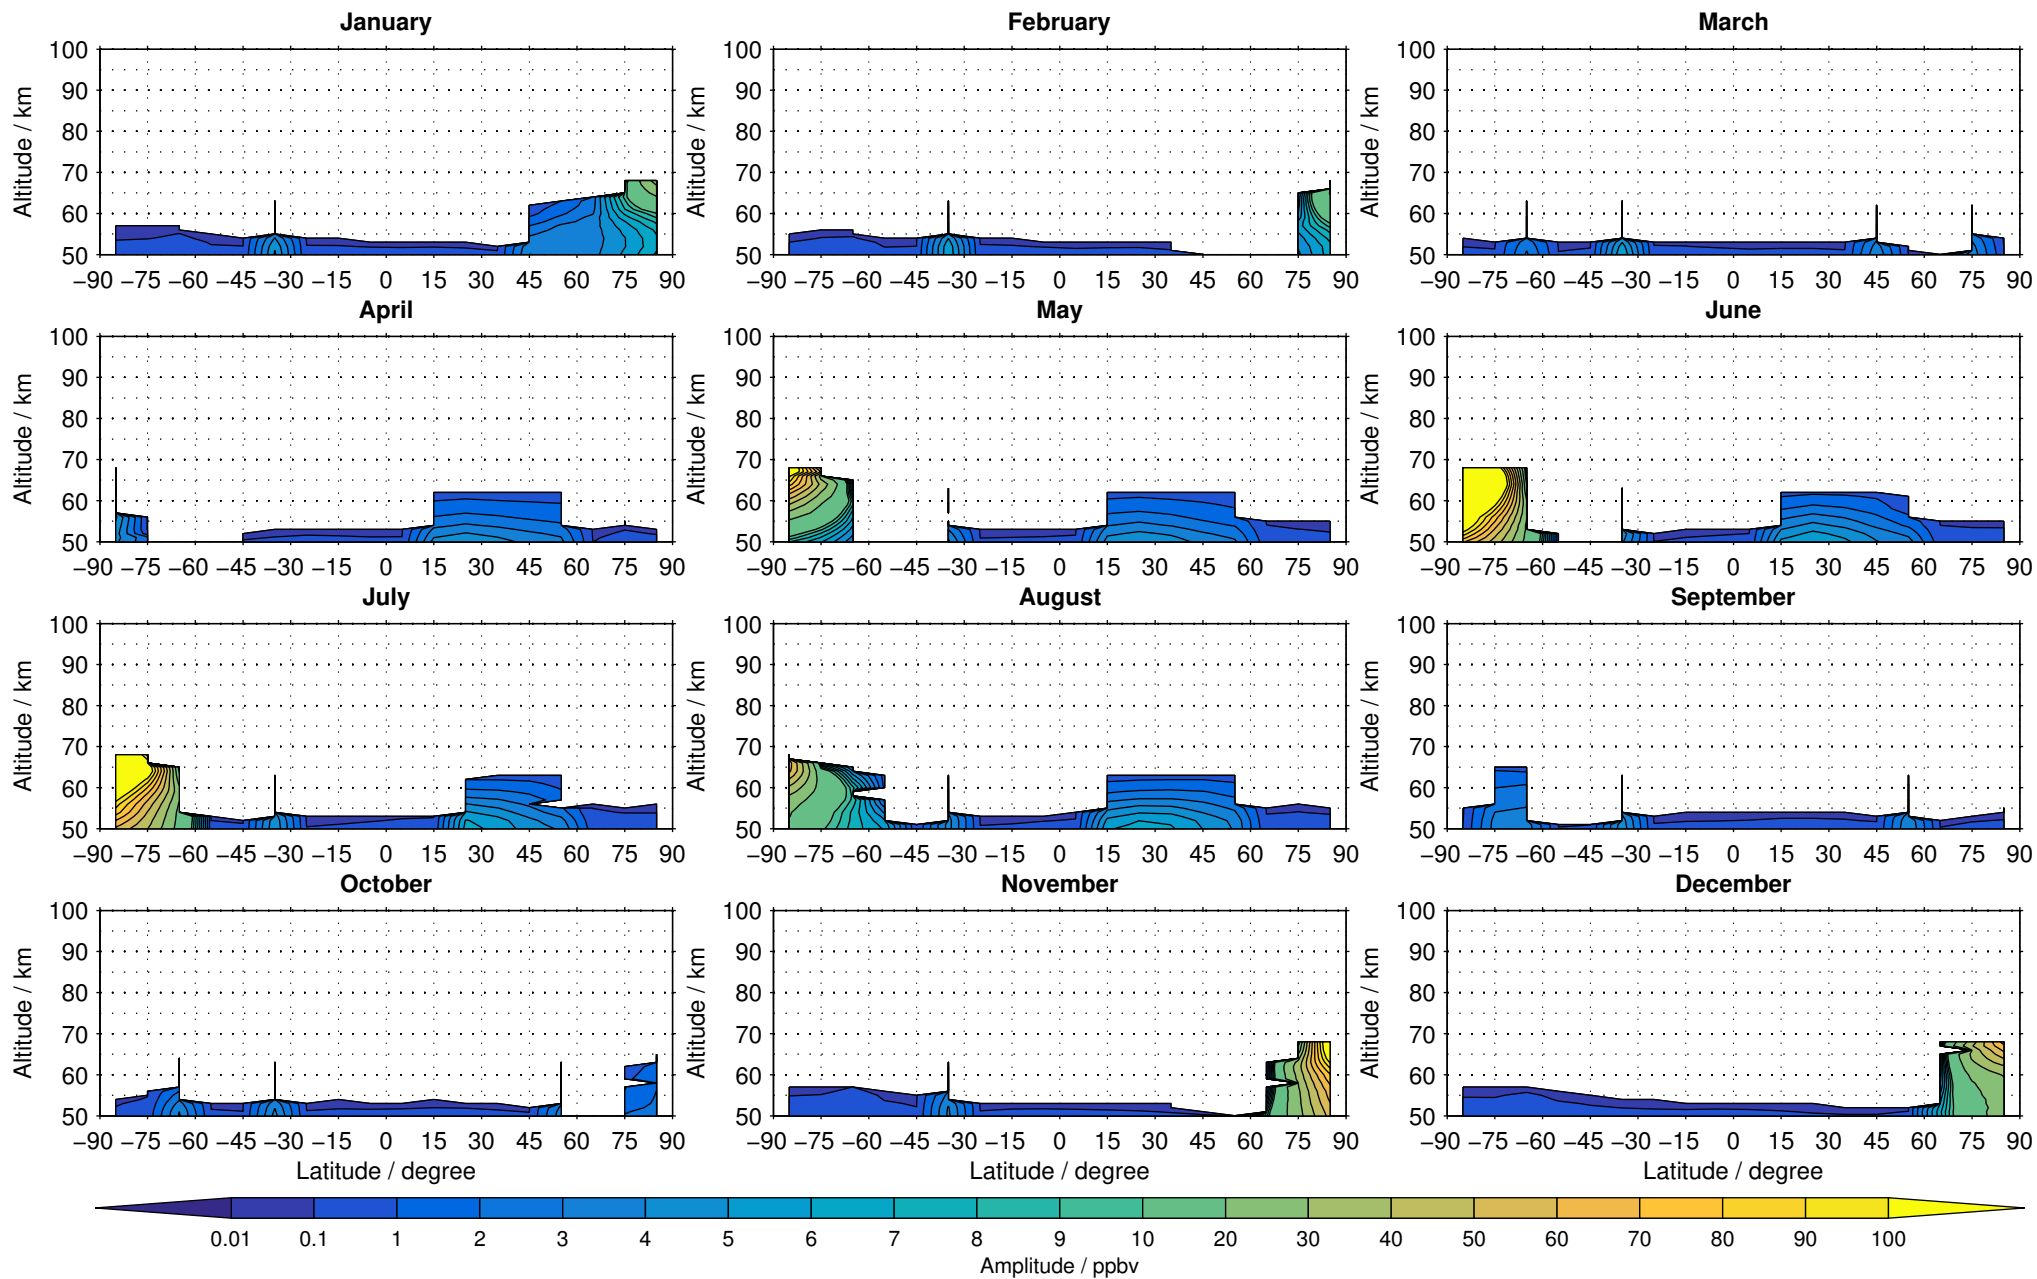 January February March
Altitude / km Altitude / km Altitude / km
100 100 100
90 90 90
80 80 80
70 70 70
60 60 60
50 50 50
−90 −75 −60 −45 −30 −15 0 15 30 45 60 75 90 −90 −75 −60 −45 −30 −15 0 15 30 45 60 75 90 −90 −75 −60 −45 −30 −15 0 15 30 45 60 75 90
April May June
Altitude / km Altitude / km Altitude / km
100 100 100
90 90 90
80 80 80
70 70 70
60 60 60
50 50 50
−90 −75 −60 −45 −30 −15 0 15 30 45 60 75 90 −90 −75 −60 −45 −30 −15 0 15 30 45 60 75 90 −90 −75 −60 −45 −30 −15 0 15 30 45 60 75 90
July August September
Altitude / km Altitude / km Altitude / km
100 100 100
90 90 90
80 80 80
70 70 70
60 60 60
50 50 50
−90 −75 −60 −45 −30 −15 0 15 30 45 60 75 90 −90 −75 −60 −45 −30 −15 0 15 30 45 60 75 90 −90 −75 −60 −45 −30 −15 0 15 30 45 60 75 90
October November December
Altitude / km Altitude / km Altitude / km
100 100 100
90 90 90
80 80 80
70 70 70
60 60 60
50 50 50
−90 −75 −60 −45 −30 −15 0 15 30 45 60 75 90 −90 −75 −60 −45 −30 −15 0 15 30 45 60 75 90 −90 −75 −60 −45 −30 −15 0 15 30 45 60 75 90
Latitude / degree Latitude / degree Latitude / degree
0.01 0.1 1 2 3 4 5 6 7 8 9 10 20 30 40 50 60 70 80 90 100
Amplitude / ppbv